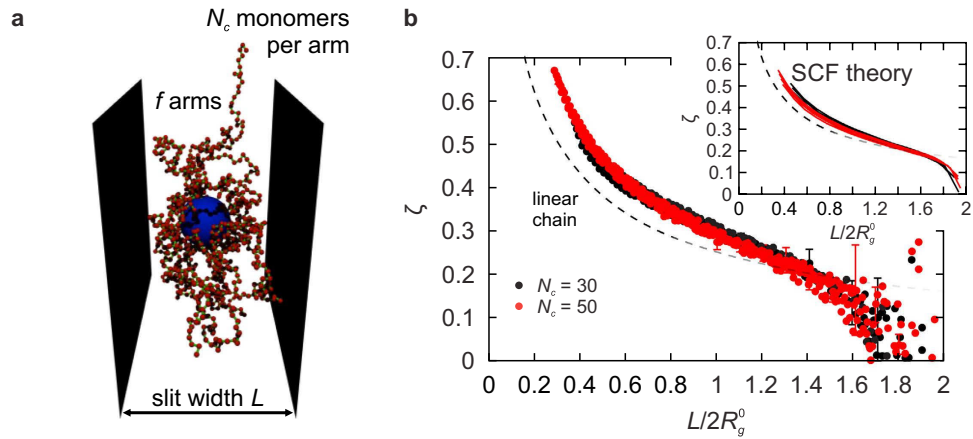 a
N_c monomers
per arm
f arms
slit width L
b
0.7
0.6
0.5
0.4
0.3
0.2
0.1
0
ζ
linear
chain
N_c = 30
N_c = 50
0 0.2 0.4 0.6 0.8 1 1.2 1.4 1.6 1.8 2
L/2R_g^0
SCF theory
0.7
0.6
0.5
0.4
0.3
0.2
0.1
0
ζ
0 0.4 0.8 1.2 1.6 2
L/2R_g^0